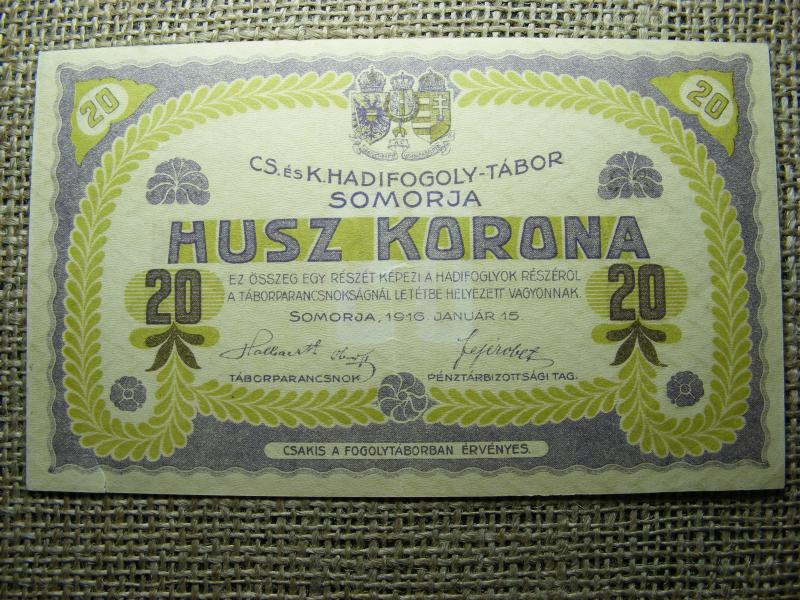 20
20
CS. ÉS K. HADIFOGOLY-TÁBOR
SOMORJA
HUSZ KORONA
20
20
EZ ÖSSZEG EGY RÉSZÉT KÉPEZI A HADIFOGLYOK RÉSZÉRŐL
A TÁBORPARANCSNOKSÁGNÁL LETÉTBE HELYEZETT VAGYONNAK.
SOMORJA, 1916 JANUÁR 15.
TÁBORPARANCSNOK
PÉNZTÁRBIZOTTSÁGI TAG.
CSAKIS A FOGOLYTÁBORBAN ÉRVÉNYES.